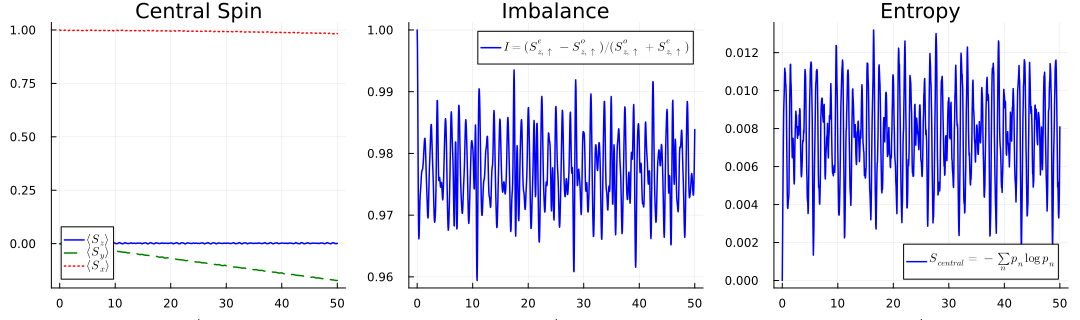 Central Spin
1.00
0.75
0.50
0.25
0.00
⟨S_z⟩
⟨S_y⟩
⟨S_x⟩
0 10 20 30 40 50
Imbalance
1.00
0.99
0.98
0.97
0.96
I = (S^e_{z,↑} − S^o_{z,↑})/(S^o_{z,↑} + S^e_{z,↑})
0 10 20 30 40 50
Entropy
0.012
0.010
0.008
0.006
0.004
0.002
0.000
S_{central} = − ∑_n p_n log p_n
0 10 20 30 40 50